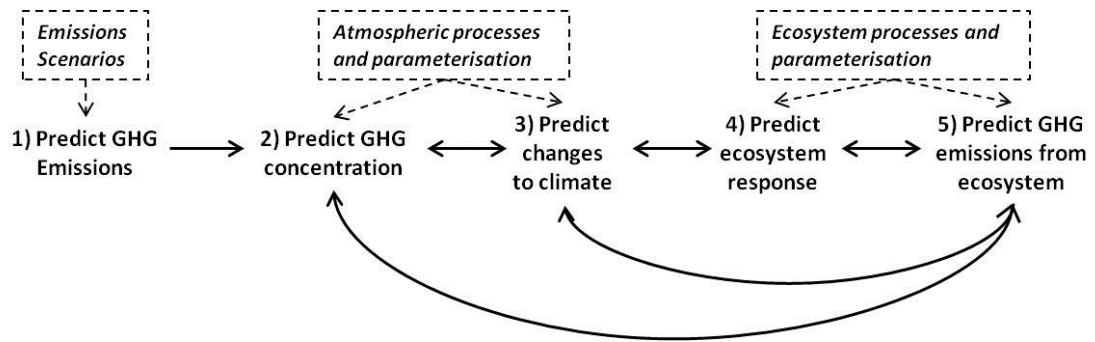 Emissions
Scenarios
Atmospheric processes
and parameterisation
Ecosystem processes and
parameterisation
1) Predict GHG
Emissions
2) Predict GHG
concentration
3) Predict
changes
to climate
4) Predict
ecosystem
response
5) Predict GHG
emissions from
ecosystem